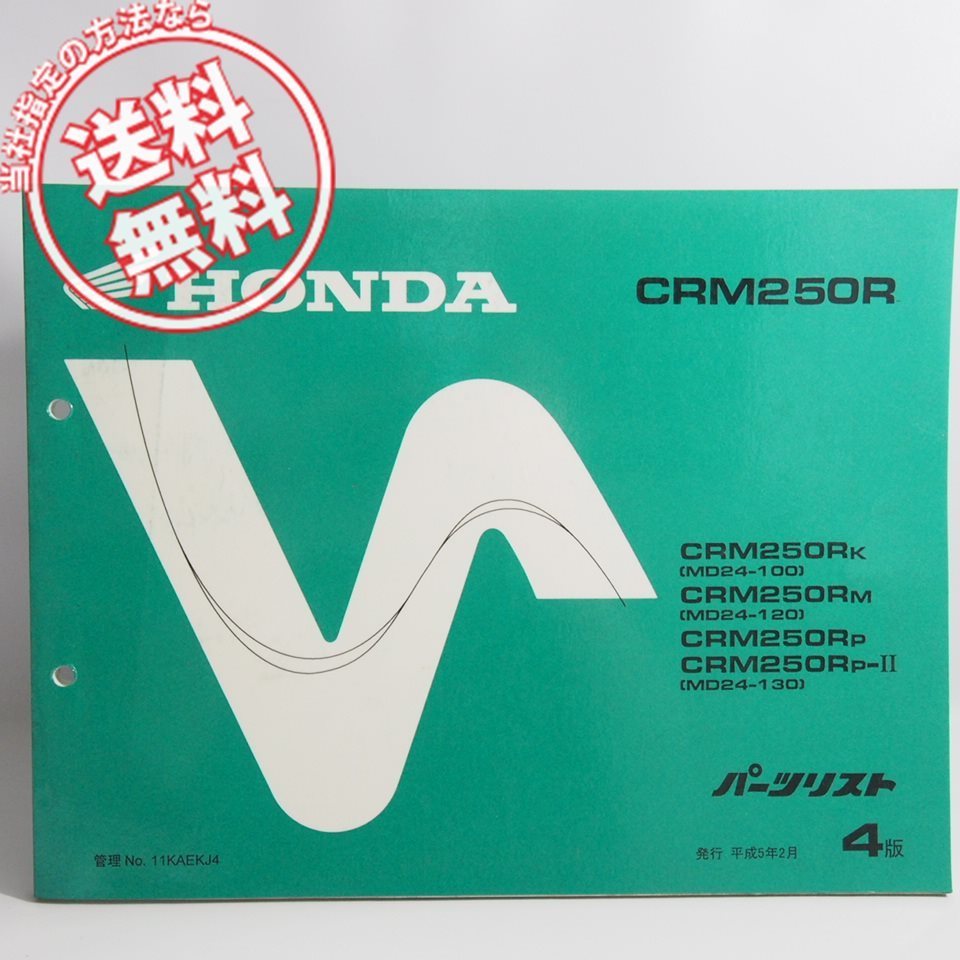 当社指定の方法なら
送料
無料
HONDA
CRM250R
CRM250RK
(MD24-100)
CRM250RM
(MD24-120)
CRM250RP
CRM250RP-II
(MD24-130)
パーツリスト
管理 No. 11KAEKJ4
発行 平成5年2月
4版